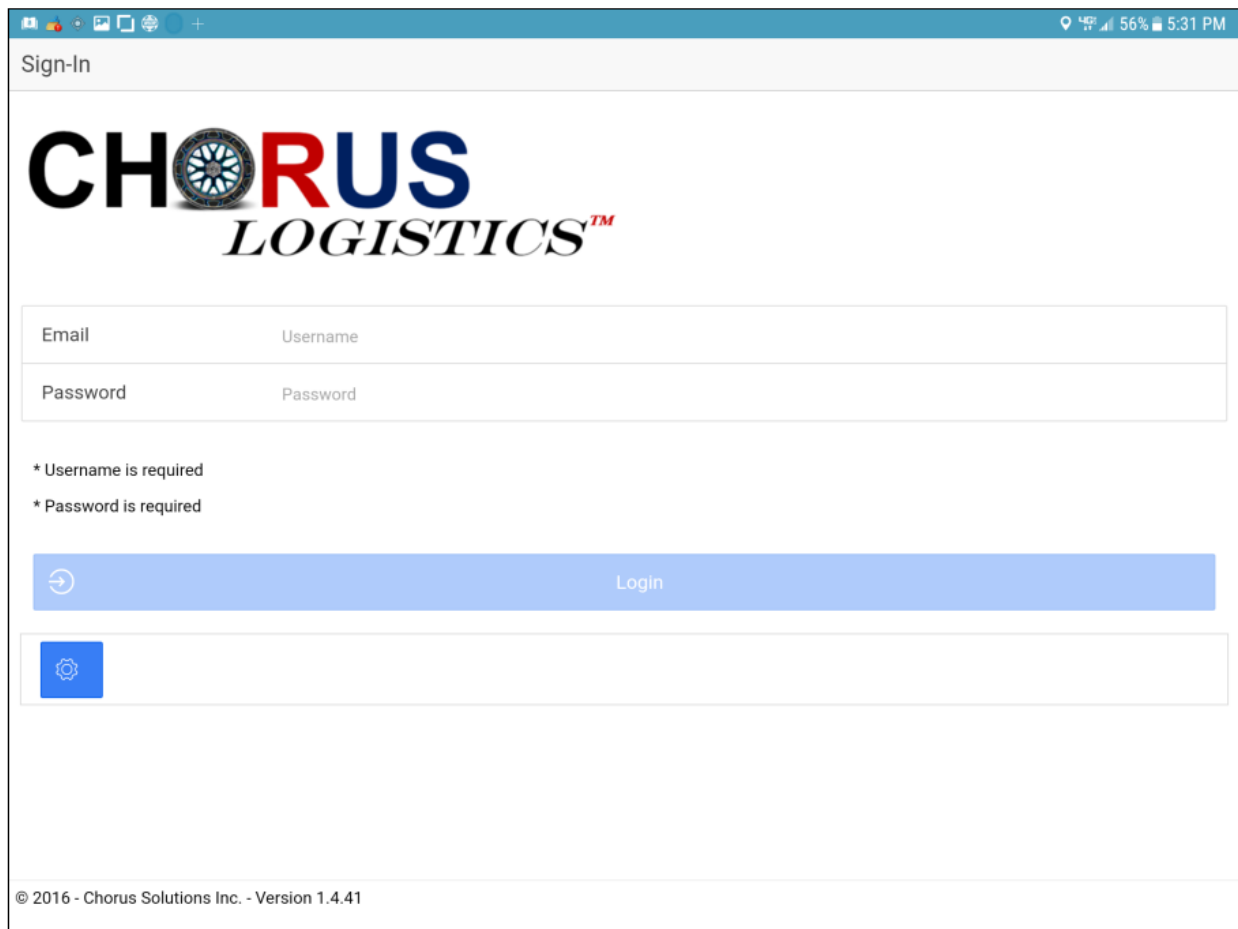 56% 5:31 PM
Sign-In
CHORUS
LOGISTICS™
Email Username
Password Password
* Username is required
* Password is required
Login
© 2016 - Chorus Solutions Inc. - Version 1.4.41